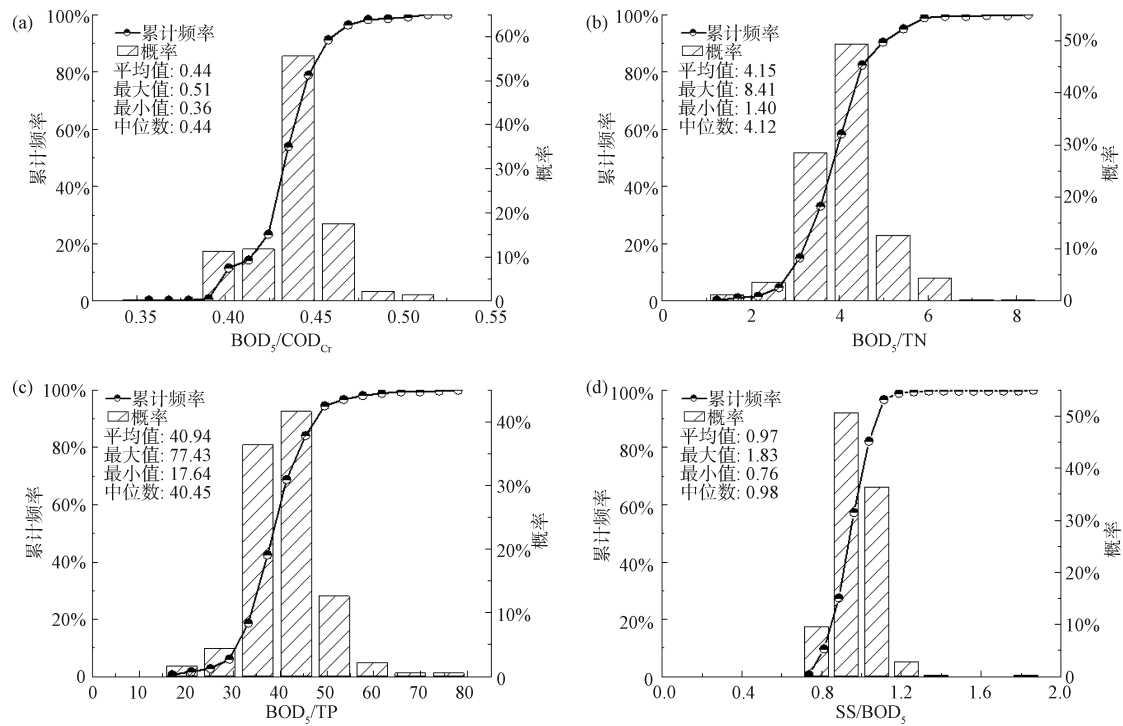 (a)
累计频率
概率
平均值: 0.44
最大值: 0.51
最小值: 0.36
中位数: 0.44
100%
80%
60%
40%
20%
0
累计频率
60%
50%
40%
30%
20%
10%
0
概率
0.35
0.40
0.45
0.50
0.55
BOD₅/COD_Cr
(b)
累计频率
概率
平均值: 4.15
最大值: 8.41
最小值: 1.40
中位数: 4.12
100%
80%
60%
40%
20%
0
累计频率
50%
40%
30%
20%
10%
0
概率
0
2
4
6
8
BOD₅/TN
(c)
累计频率
概率
平均值: 40.94
最大值: 77.43
最小值: 17.64
中位数: 40.45
100%
80%
60%
40%
20%
0
累计频率
40%
30%
20%
10%
0
概率
0
10
20
30
40
50
60
70
80
BOD₅/TP
(d)
累计频率
概率
平均值: 0.97
最大值: 1.83
最小值: 0.76
中位数: 0.98
100%
80%
60%
40%
20%
0
累计频率
50%
40%
30%
20%
10%
0
概率
0.0
0.4
0.8
1.2
1.6
2.0
SS/BOD₅